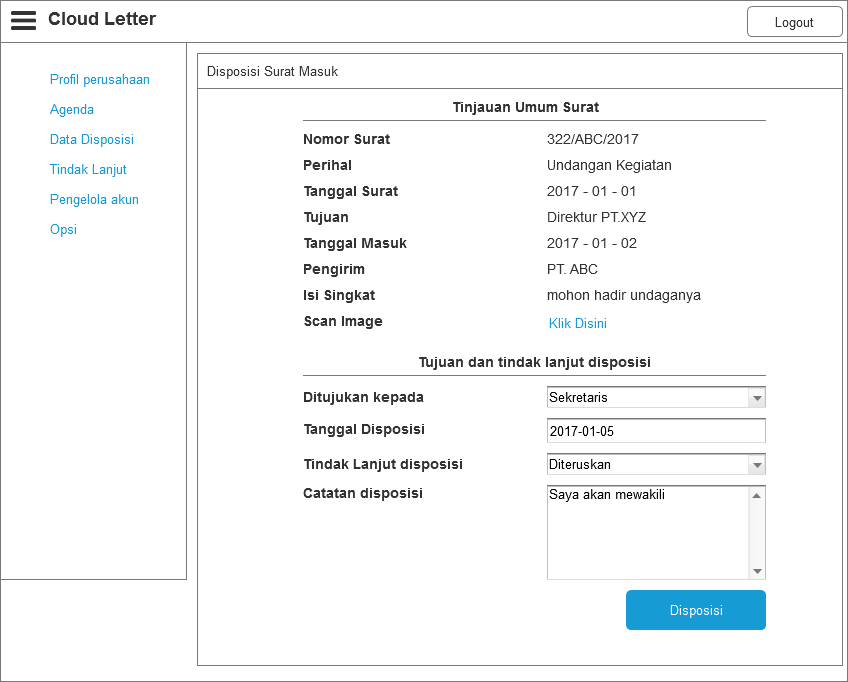 Cloud Letter
Logout
Profil perusahaan
Agenda
Data Disposisi
Tindak Lanjut
Pengelola akun
Opsi
Disposisi Surat Masuk
Tinjauan Umum Surat
Nomor Surat 322/ABC/2017
Perihal Undangan Kegiatan
Tanggal Surat 2017 - 01 - 01
Tujuan Direktur PT.XYZ
Tanggal Masuk 2017 - 01 - 02
Pengirim PT. ABC
Isi Singkat mohon hadir undaganya
Scan Image Klik Disini
Tujuan dan tindak lanjut disposisi
Ditujukan kepada Sekretaris
Tanggal Disposisi 2017-01-05
Tindak Lanjut disposisi Diteruskan
Catatan disposisi Saya akan mewakili
Disposisi